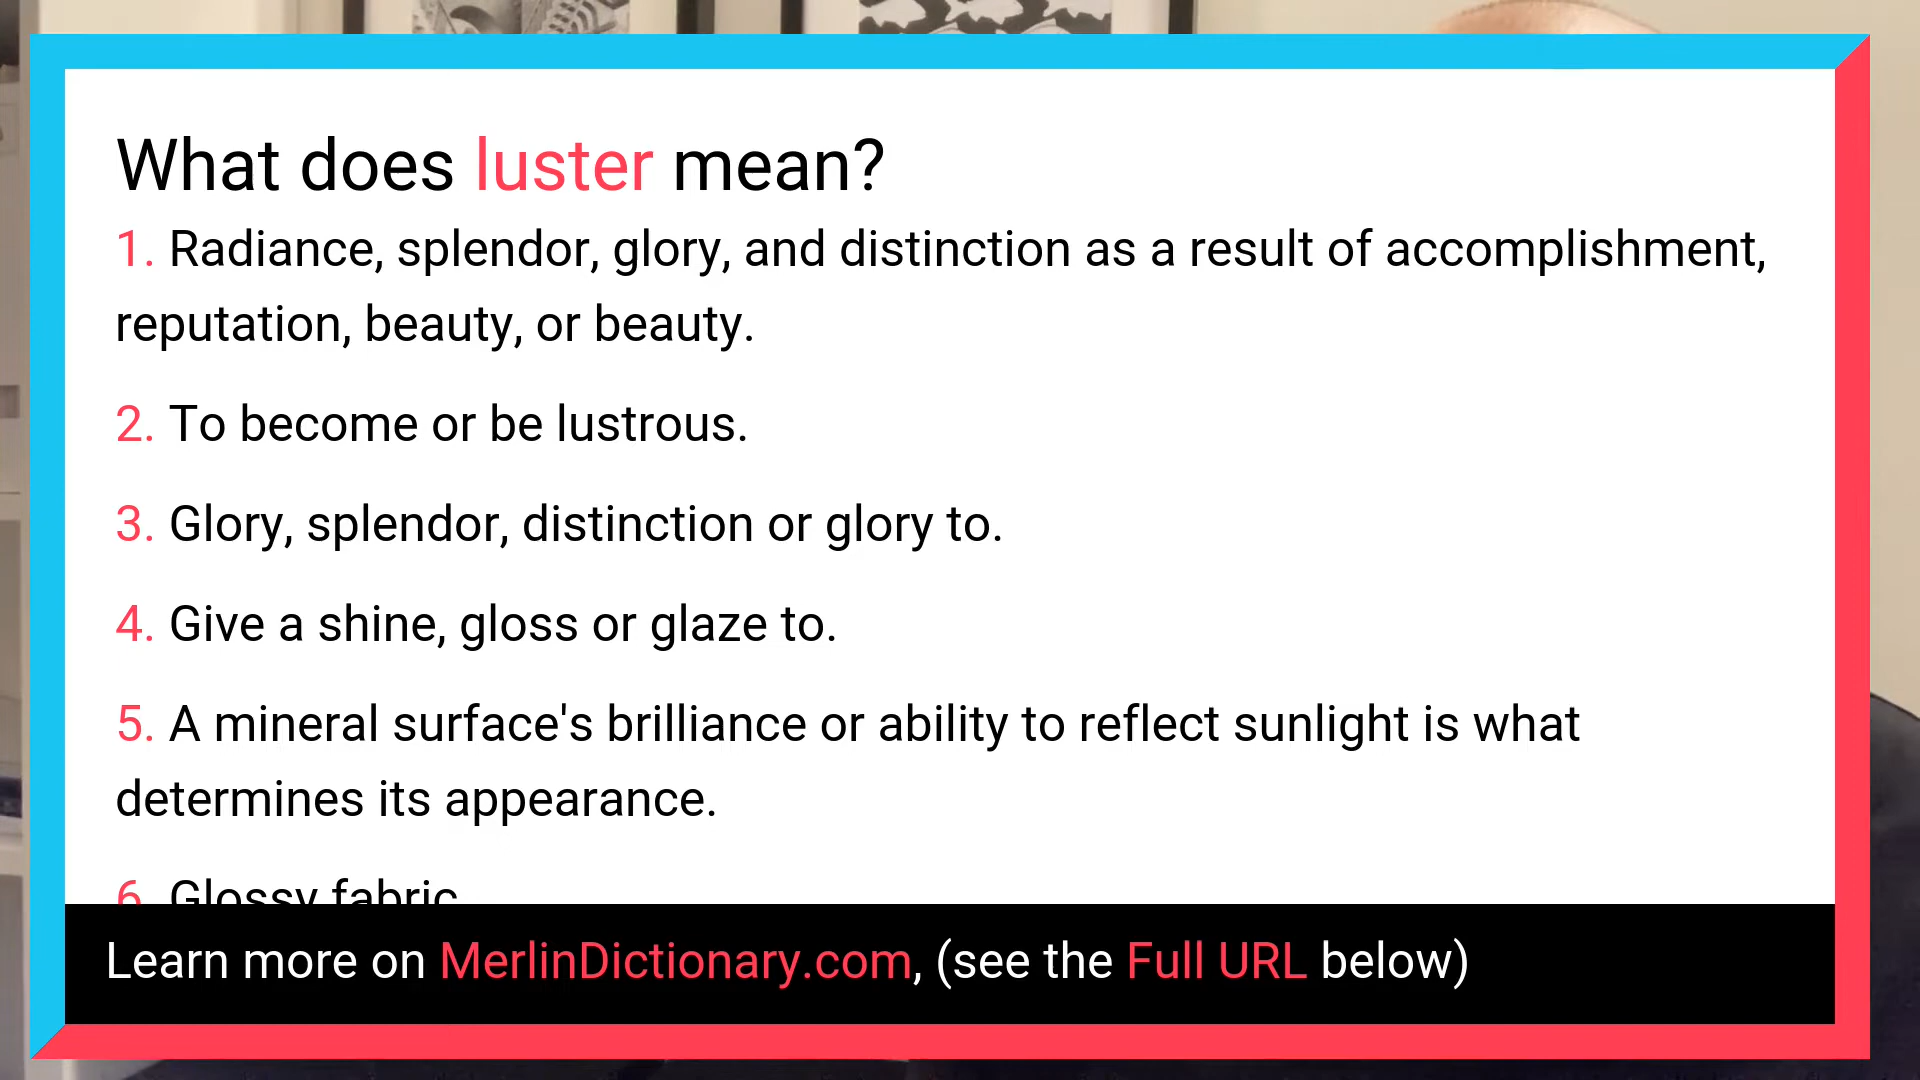 What does luster mean?
1. Radiance, splendor, glory, and distinction as a result of accomplishment,
reputation, beauty, or beauty.
2. To become or be lustrous.
3. Glory, splendor, distinction or glory to.
4. Give a shine, gloss or glaze to.
5. A mineral surface's brilliance or ability to reflect sunlight is what
determines its appearance.
6. Glossy fabric
Learn more on MerlinDictionary.com, (see the Full URL below)